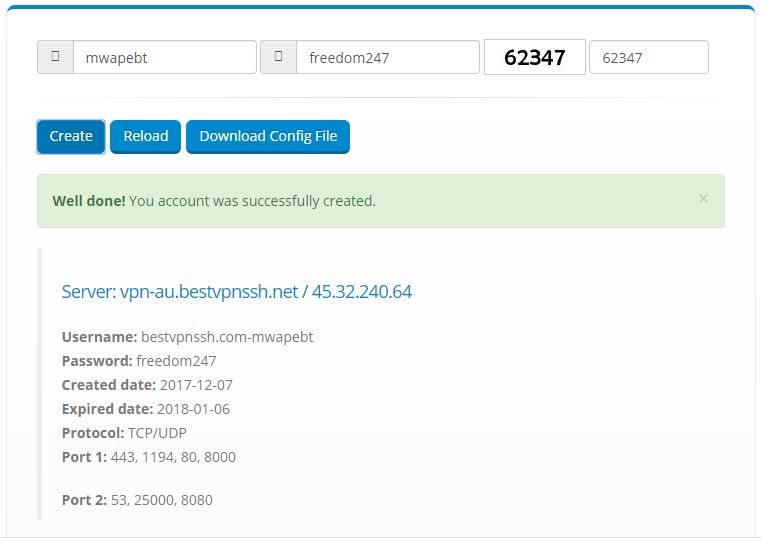 mwapebt freedom247 62347 62347
Create Reload Download Config File
Well done! You account was successfully created. ×
Server: vpn-au.bestvpnssh.net / 45.32.240.64
Username: bestvpnssh.com-mwapebt
Password: freedom247
Created date: 2017-12-07
Expired date: 2018-01-06
Protocol: TCP/UDP
Port 1: 443, 1194, 80, 8000
Port 2: 53, 25000, 8080